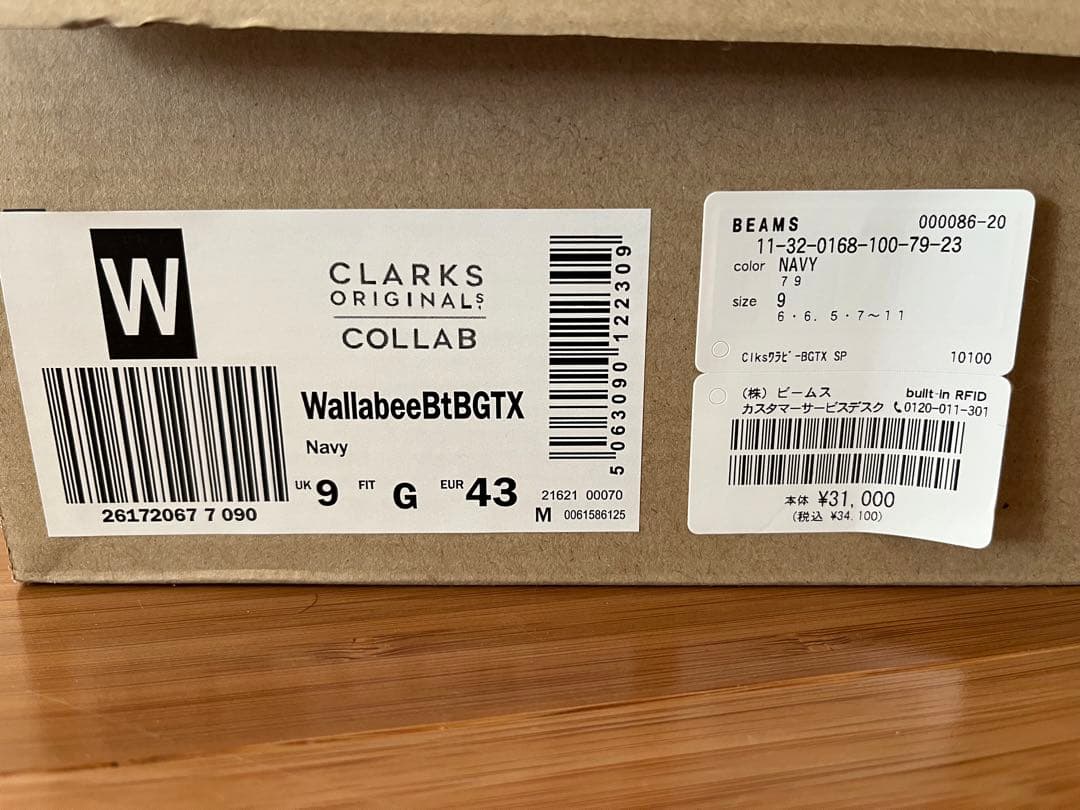 W
CLARKS
ORIGINALS.
COLLAB
WallabeeBtBGTX
Navy
UK 9 FIT G EUR 43
26172067 7 090
21621 00070
M 0061586125
5 063090 122309
BEAMS 000086-20
11-32-0168-100-79-23
color NAVY
79
size 9
6・6. 5・7〜11
ClksﾜﾗﾋﾞｰBGTX SP 10100
(株) ビームス built-in RFID
カスタマーサービスデスク 0120-011-301
本体 ¥31,000
(税込 ¥34,100)